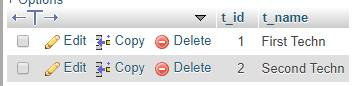 + Options
←T→ t_id t_name
Edit Copy Delete 1 First Techn
Edit Copy Delete 2 Second Techn